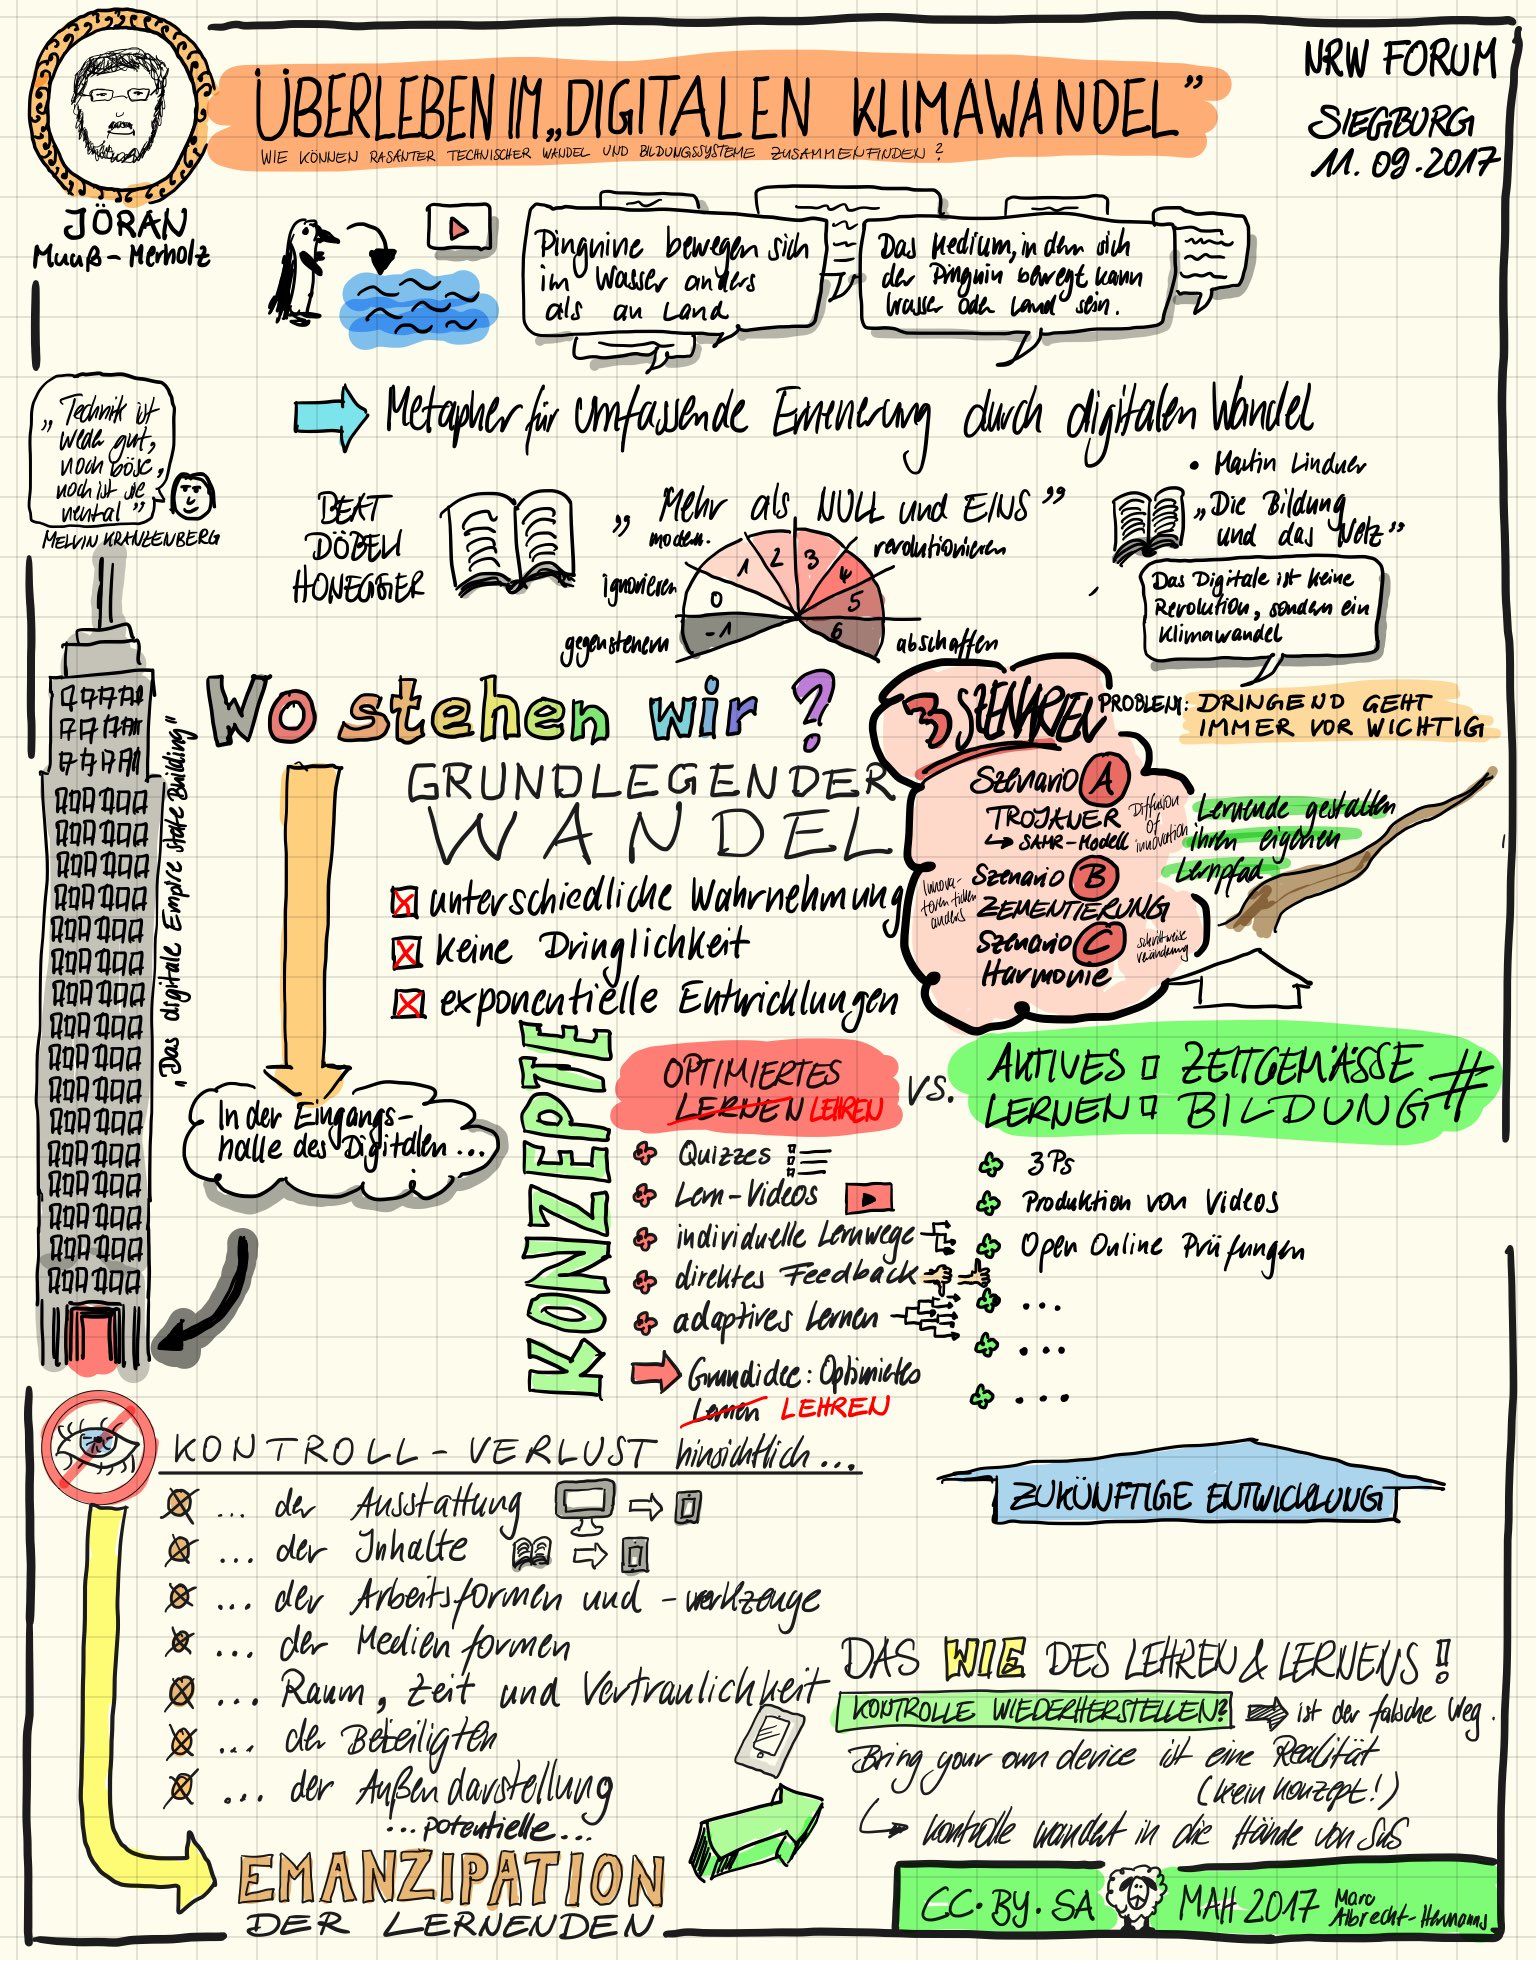 ÜBERLEBEN IM „DIGITALEN KLIMAWANDEL"
WIE KÖNNEN RASANTER TECHNISCHER WANDEL UND BILDUNGSSYSTEME ZUSAMMENFINDEN?
NRW FORUM
SIEGBURG
11.09.2017
JÖRAN
Muuß-Merholz
Pinguine bewegen sich
im Wasser anders
als an Land
Das Medium, in dem sich
der Pinguin bewegt kann
Wasser oder Land sein.
Metapher für umfassende Erneuerung durch digitalen Wandel
„Technik ist
weder gut,
noch böse,
noch ist sie
neutral"
MELVIN KRANZENBERG
BEAT
DÖBELI
HONEGGER
„Mehr als NULL und EINS"
gegensteuern
ignorieren
modern.
revolutionieren
abschaffen
-1
0
1
2
3
4
5
6
• Martin Lindner
„Die Bildung
und das Netz"
Das Digitale ist keine
Revolution, sondern ein
Klimawandel
„Das digitale Empire state Building"
Wo stehen wir?
GRUNDLEGENDER
WANDEL
unterschiedliche Wahrnehmung
keine Dringlichkeit
exponentielle Entwicklungen
In der Eingangs-
halle des Digitalen...
3 SZENARIEN
PROBLEM: DRINGEND GEHT
IMMER VOR WICHTIG
Szenario A
TROJANER
SAMR-Modell
Diffusion
of
innovation
Szenario B
ZEMENTIERUNG
Innova-
toren ticken
anders
Szenario C
Harmonie
schrittweise
Veränderung
Lernende gestalten
ihren eigenen
Lernpfad
KONZEPTE
OPTIMIERTES
LERNEN LEHREN
VS.
AKTIVES
LERNEN
ZEITGEMÄSSE
BILDUNG #
Quizzes
Lern-Videos
individuelle Lernwege
direktes Feedback
adaptives Lernen
Grundidee: Optimiertes
Lernen LEHREN
3Ps
Produktion von Videos
Open Online Prüfungen
...
...
...
KONTROLL-VERLUST hinsichtlich...
... der Ausstattung
... der Inhalte
... der Arbeitsformen und -werkzeuge
... der Medienformen
... Raum, Zeit und Vertraulichkeit
... der Beteiligten
... der Außendarstellung
...potentielle...
EMANZIPATION
DER LERNENDEN
ZUKÜNFTIGE ENTWICKLUNG
DAS WIE DES LEHREN & LERNENS!
KONTROLLE WIEDERHERSTELLEN? ist der falsche Weg.
Bring your own device ist eine Realität
(kein Konzept!)
Kontrolle wandert in die Hände von SuS
CC.BY.SA
MAH 2017
Marc
Albrecht-Hermanns